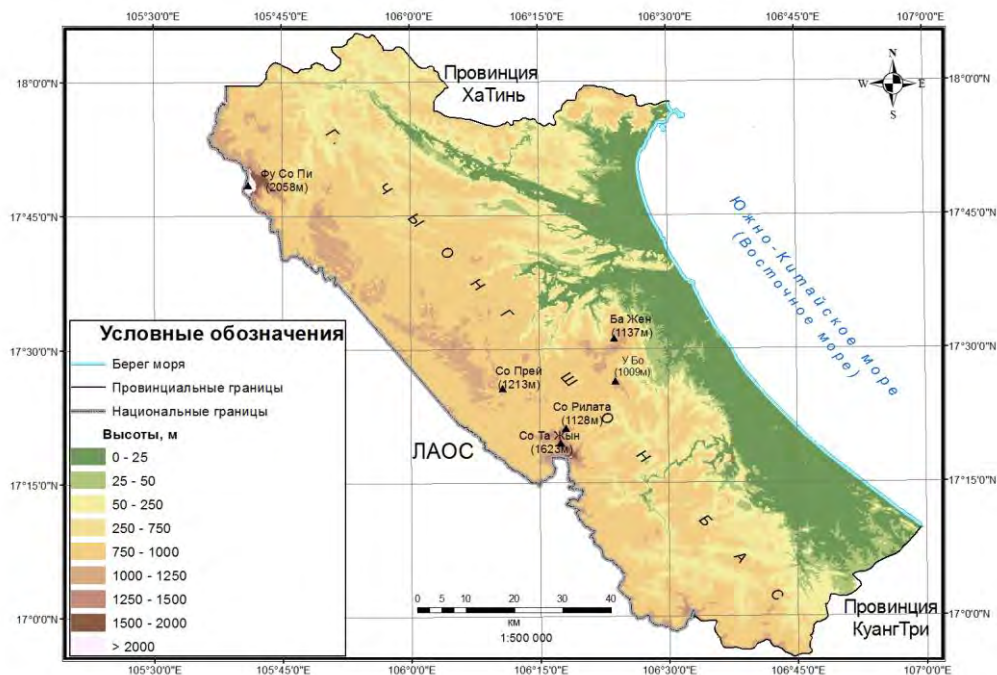 105°30'0"E 105°45'0"E 106°0'0"E 106°15'0"E 106°30'0"E 106°45'0"E 107°0'0"E
18°0'0"N
17°45'0"N
17°30'0"N
17°15'0"N
17°0'0"N
Провинция
ХаТинь
N
W E
S
18°0'0"N
17°45'0"N
17°30'0"N
17°15'0"N
17°0'0"N
Фу Со Пи
(2058м)
Г. ЧЫОНГ ШОН БАС
Южно-Китайское море
(Восточное море)
Ба Жен
(1137м)
У Бо
(1009м)
Со Прей
(1213м)
Со Рилата
(1128м)
Со Та Жын
(1623м)
ЛАОС
Условные обозначения
Берег моря
Провинциальные границы
Национальные границы
Высоты, м
0 - 25
25 - 50
50 - 250
250 - 750
750 - 1000
1000 - 1250
1250 - 1500
1500 - 2000
> 2000
0 5 10 20 30 40
км
1:500 000
Провинция
КуангТри
105°30'0"E 105°45'0"E 106°0'0"E 106°15'0"E 106°30'0"E 106°45'0"E 107°0'0"E